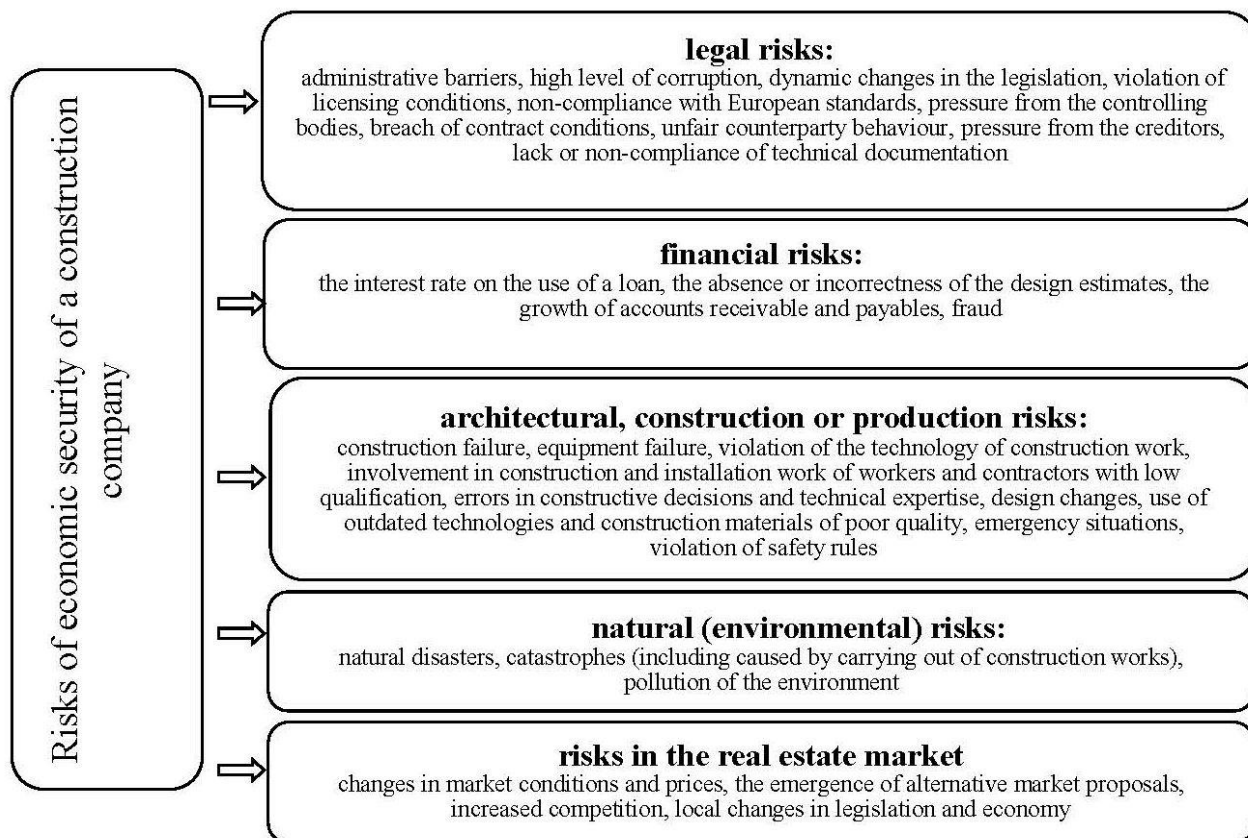 Risks of economic security of a construction
company
legal risks:
administrative barriers, high level of corruption, dynamic changes in the legislation, violation of
licensing conditions, non-compliance with European standards, pressure from the controlling
bodies, breach of contract conditions, unfair counterparty behaviour, pressure from the creditors,
lack or non-compliance of technical documentation
financial risks:
the interest rate on the use of a loan, the absence or incorrectness of the design estimates, the
growth of accounts receivable and payables, fraud
architectural, construction or production risks:
construction failure, equipment failure, violation of the technology of construction work,
involvement in construction and installation work of workers and contractors with low
qualification, errors in constructive decisions and technical expertise, design changes, use of
outdated technologies and construction materials of poor quality, emergency situations,
violation of safety rules
natural (environmental) risks:
natural disasters, catastrophes (including caused by carrying out of construction works),
pollution of the environment
risks in the real estate market
changes in market conditions and prices, the emergence of alternative market proposals,
increased competition, local changes in legislation and economy